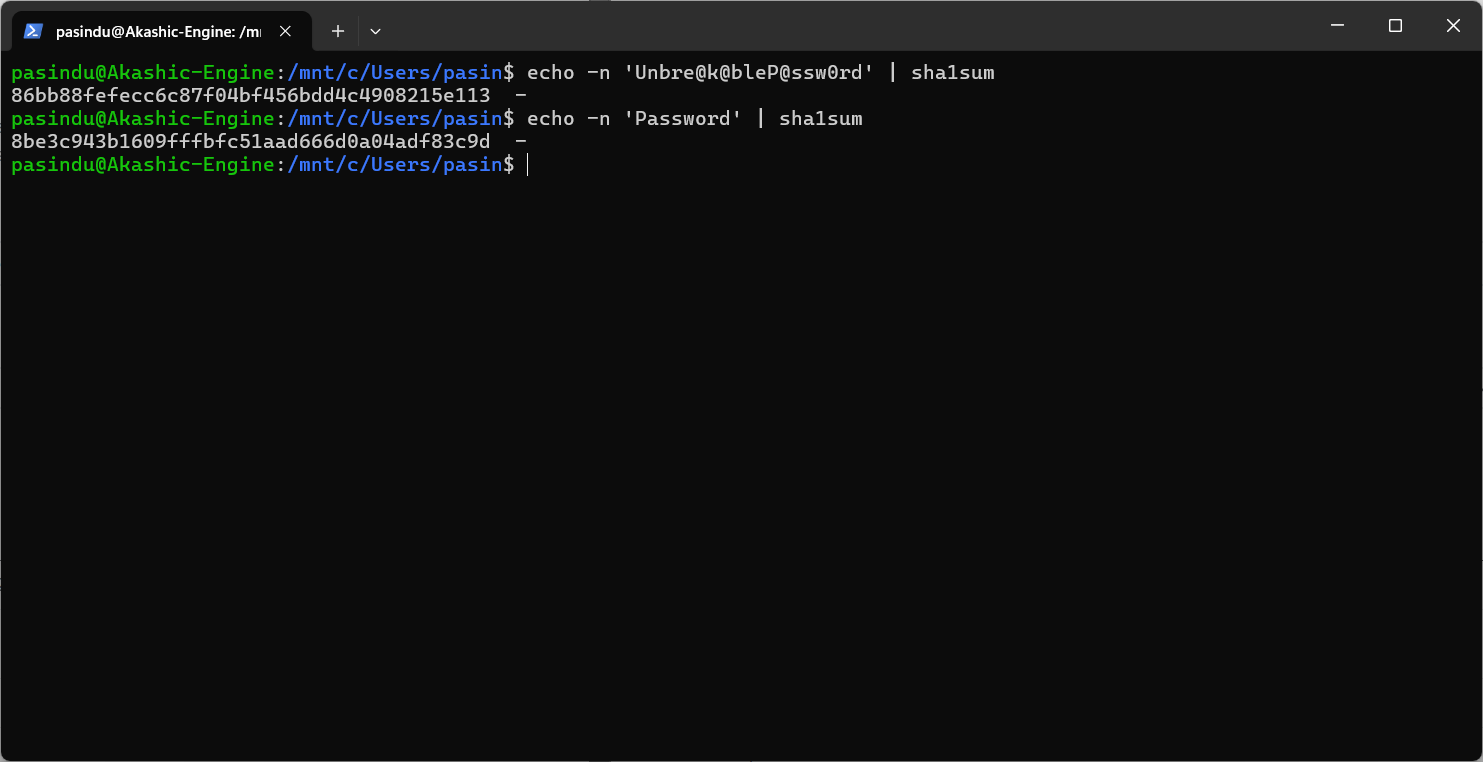 pasindu@Akashic-Engine: /m
pasindu@Akashic-Engine:/mnt/c/Users/pasin$ echo -n 'Unbre@k@bleP@ssw0rd' | sha1sum
86bb88fefecc6c87f04bf456bdd4c4908215e113  -
pasindu@Akashic-Engine:/mnt/c/Users/pasin$ echo -n 'Password' | sha1sum
8be3c943b1609fffbfc51aad666d0a04adf83c9d  -
pasindu@Akashic-Engine:/mnt/c/Users/pasin$